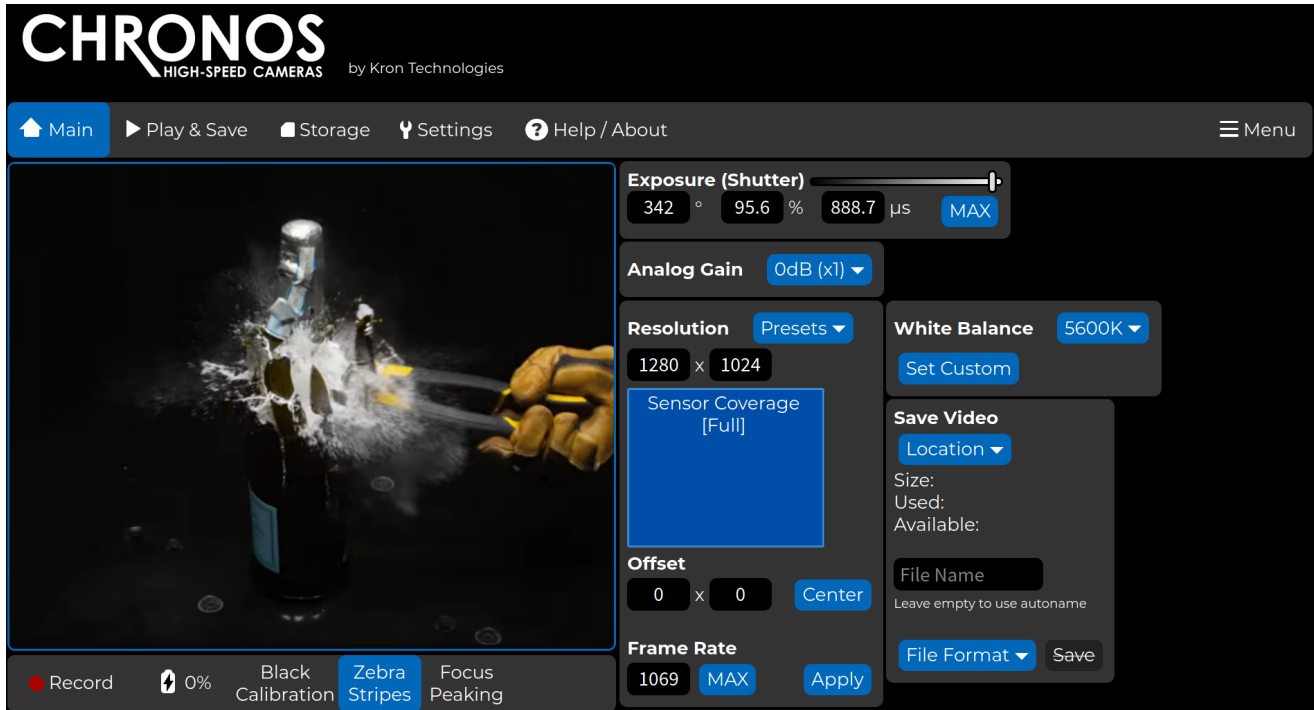 CHRONOS
HIGH-SPEED CAMERAS
by Kron Technologies
Main
Play & Save
Storage
Settings
Help / About
Menu
Exposure (Shutter)
342 ° 95.6 % 888.7 µs MAX
Analog Gain 0dB (x1)
Resolution Presets
1280 x 1024
Sensor Coverage
[Full]
Offset
0 x 0 Center
Frame Rate
1069 MAX Apply
White Balance 5600K
Set Custom
Save Video
Location
Size:
Used:
Available:
File Name
Leave empty to use autoname
File Format Save
Record
0%
Black
Calibration
Zebra
Stripes
Focus
Peaking